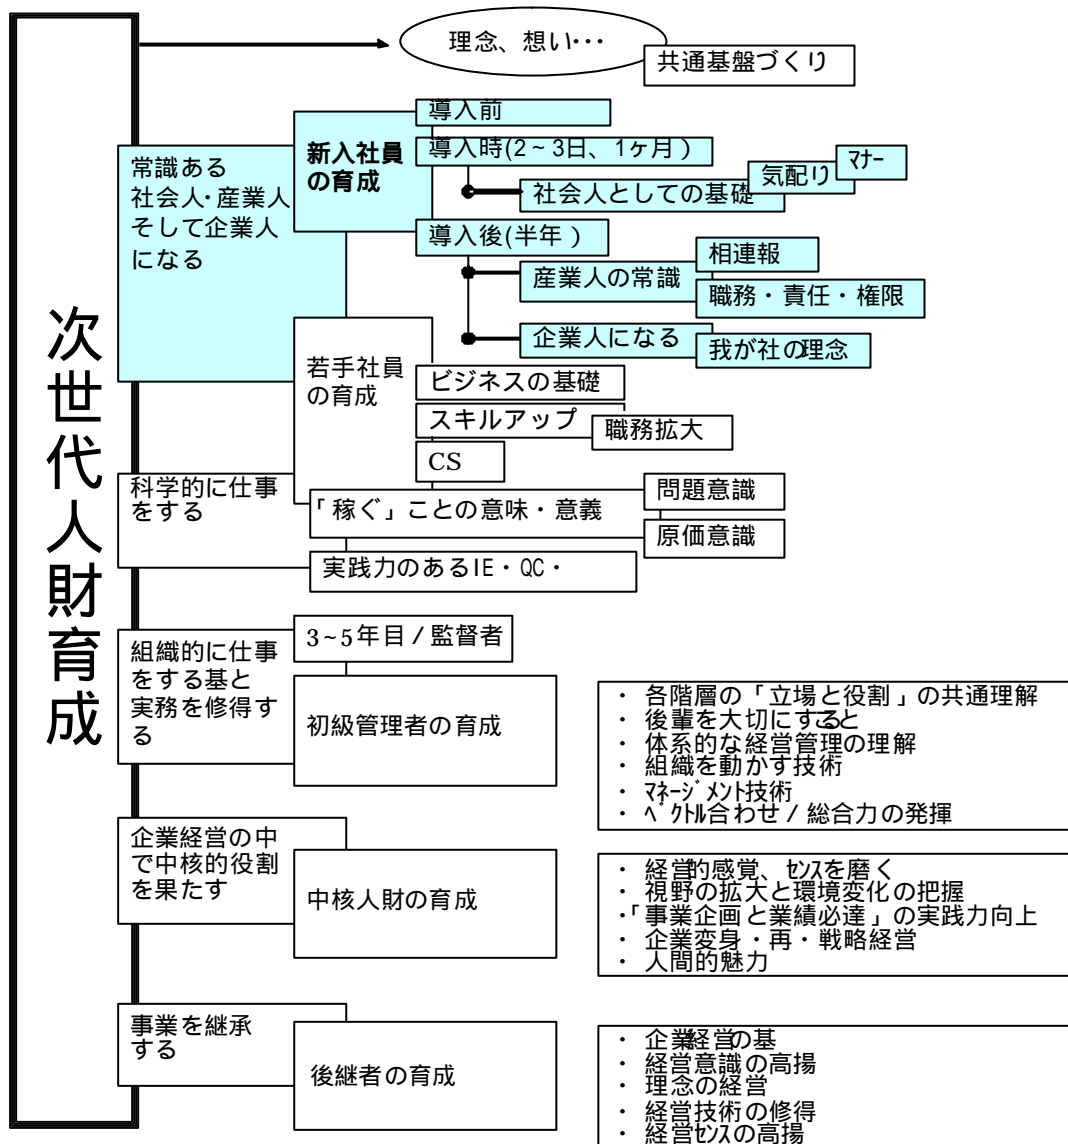 次世代人財育成
理念、想い・・・
共通基盤づくり
常識ある
社会人・産業人
そして企業人
になる
新入社員
の育成
導入前
導入時(2～3日、1ヶ月)
社会人としての基礎
気配り
マナー
導入後(半年)
産業人の常識
相連報
職務・責任・権限
企業人になる
我が社の理念
若手社員
の育成
ビジネスの基礎
スキルアップ
職務拡大
CS
科学的に仕事
をする
「稼ぐ」ことの意味・意義
問題意識
原価意識
実践力のあるIE・QC・
組織的に仕事
をする基と
実務を修得す
る
3~5年目/監督者
初級管理者の育成
・ 各階層の「立場と役割」の共通理解
・ 後輩を大切にすること
・ 体系的な経営管理の理解
・ 組織を動かす技術
・ マネージメント技術
・ ベクトル合わせ/総合力の発揮
企業経営の中
で中核的役割
を果たす
中核人財の育成
・ 経営的感覚、センスを磨く
・ 視野の拡大と環境変化の把握
・「事業企画と業績必達」の実践力向上
・ 企業変身・再・戦略経営
・ 人間的魅力
事業を継承
する
後継者の育成
・ 企業経営の基
・ 経営意識の高揚
・ 理念の経営
・ 経営技術の修得
・ 経営センスの高揚